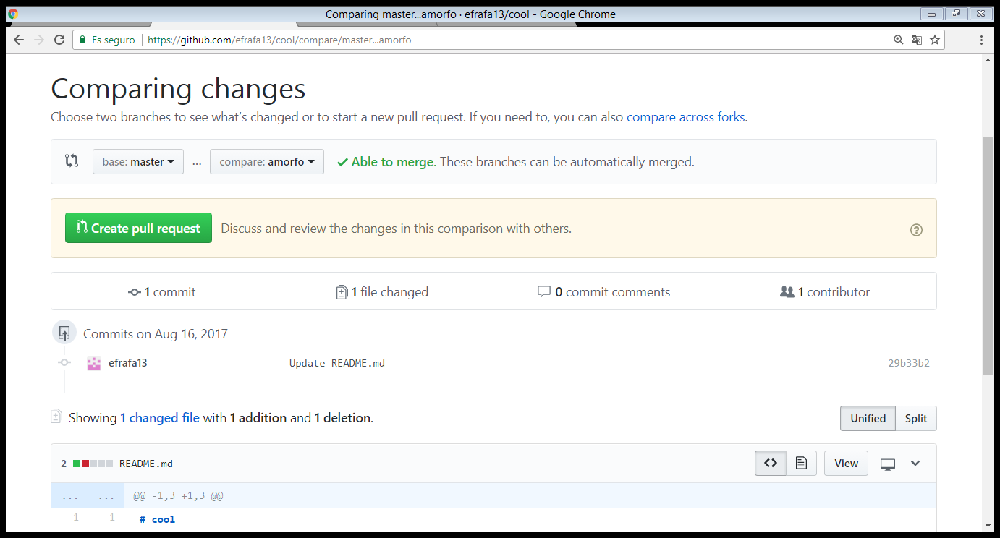 Comparing master...amorfo · efrafa13/cool - Google Chrome
Es seguro https://github.com/efrafa13/cool/compare/master...amorfo
Comparing changes
Choose two branches to see what's changed or to start a new pull request. If you need to, you can also compare across forks.
base: master ... compare: amorfo Able to merge. These branches can be automatically merged.
Create pull request Discuss and review the changes in this comparison with others.
1 commit 1 file changed 0 commit comments 1 contributor
Commits on Aug 16, 2017
efrafa13 Update README.md 29b33b2
Showing 1 changed file with 1 addition and 1 deletion. Unified Split
2 README.md <> View
... ... @@ -1,3 +1,3 @@
1 1 # cool